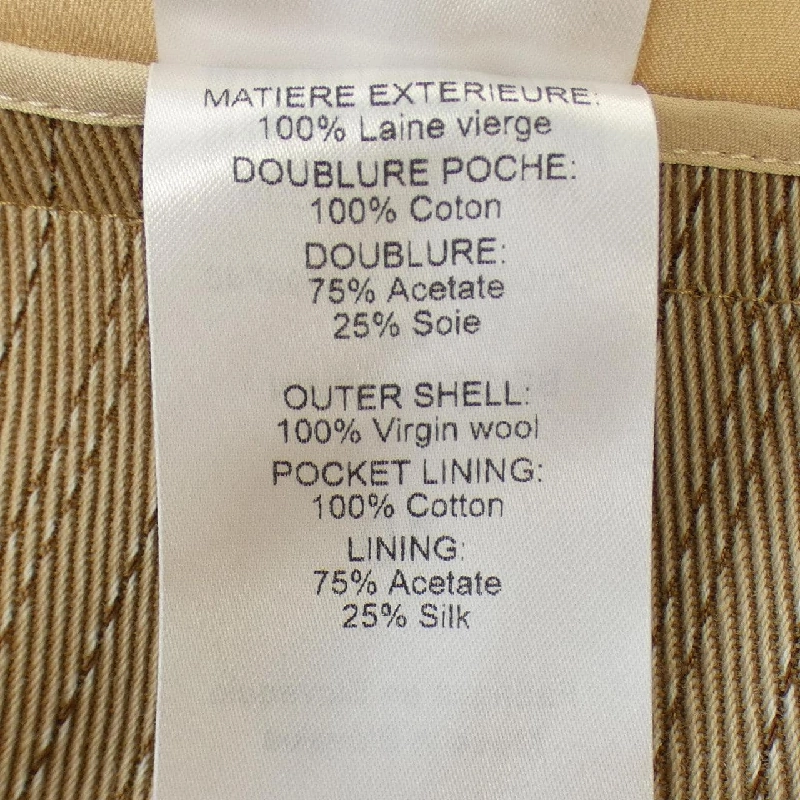 MATIERE EXTERIEURE:
100% Laine vierge
DOUBLURE POCHE:
100% Coton
DOUBLURE:
75% Acetate
25% Soie
OUTER SHELL:
100% Virgin wool
POCKET LINING:
100% Cotton
LINING:
75% Acetate
25% Silk